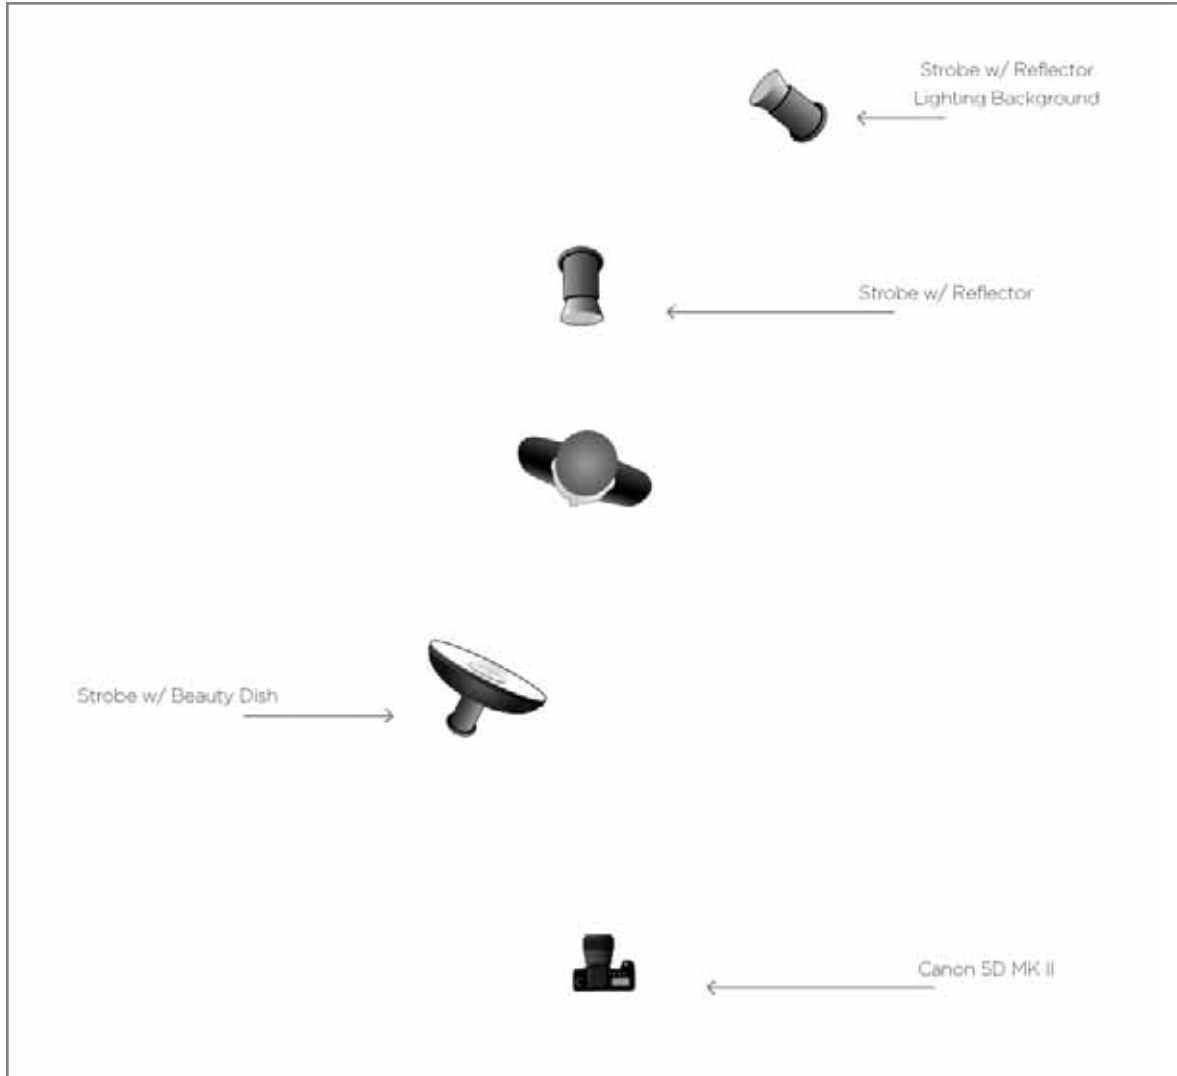 Strobe w/ Reflector
Lighting Background
Strobe w/ Reflector
Strobe w/ Beauty Dish
Canon 5D MK II